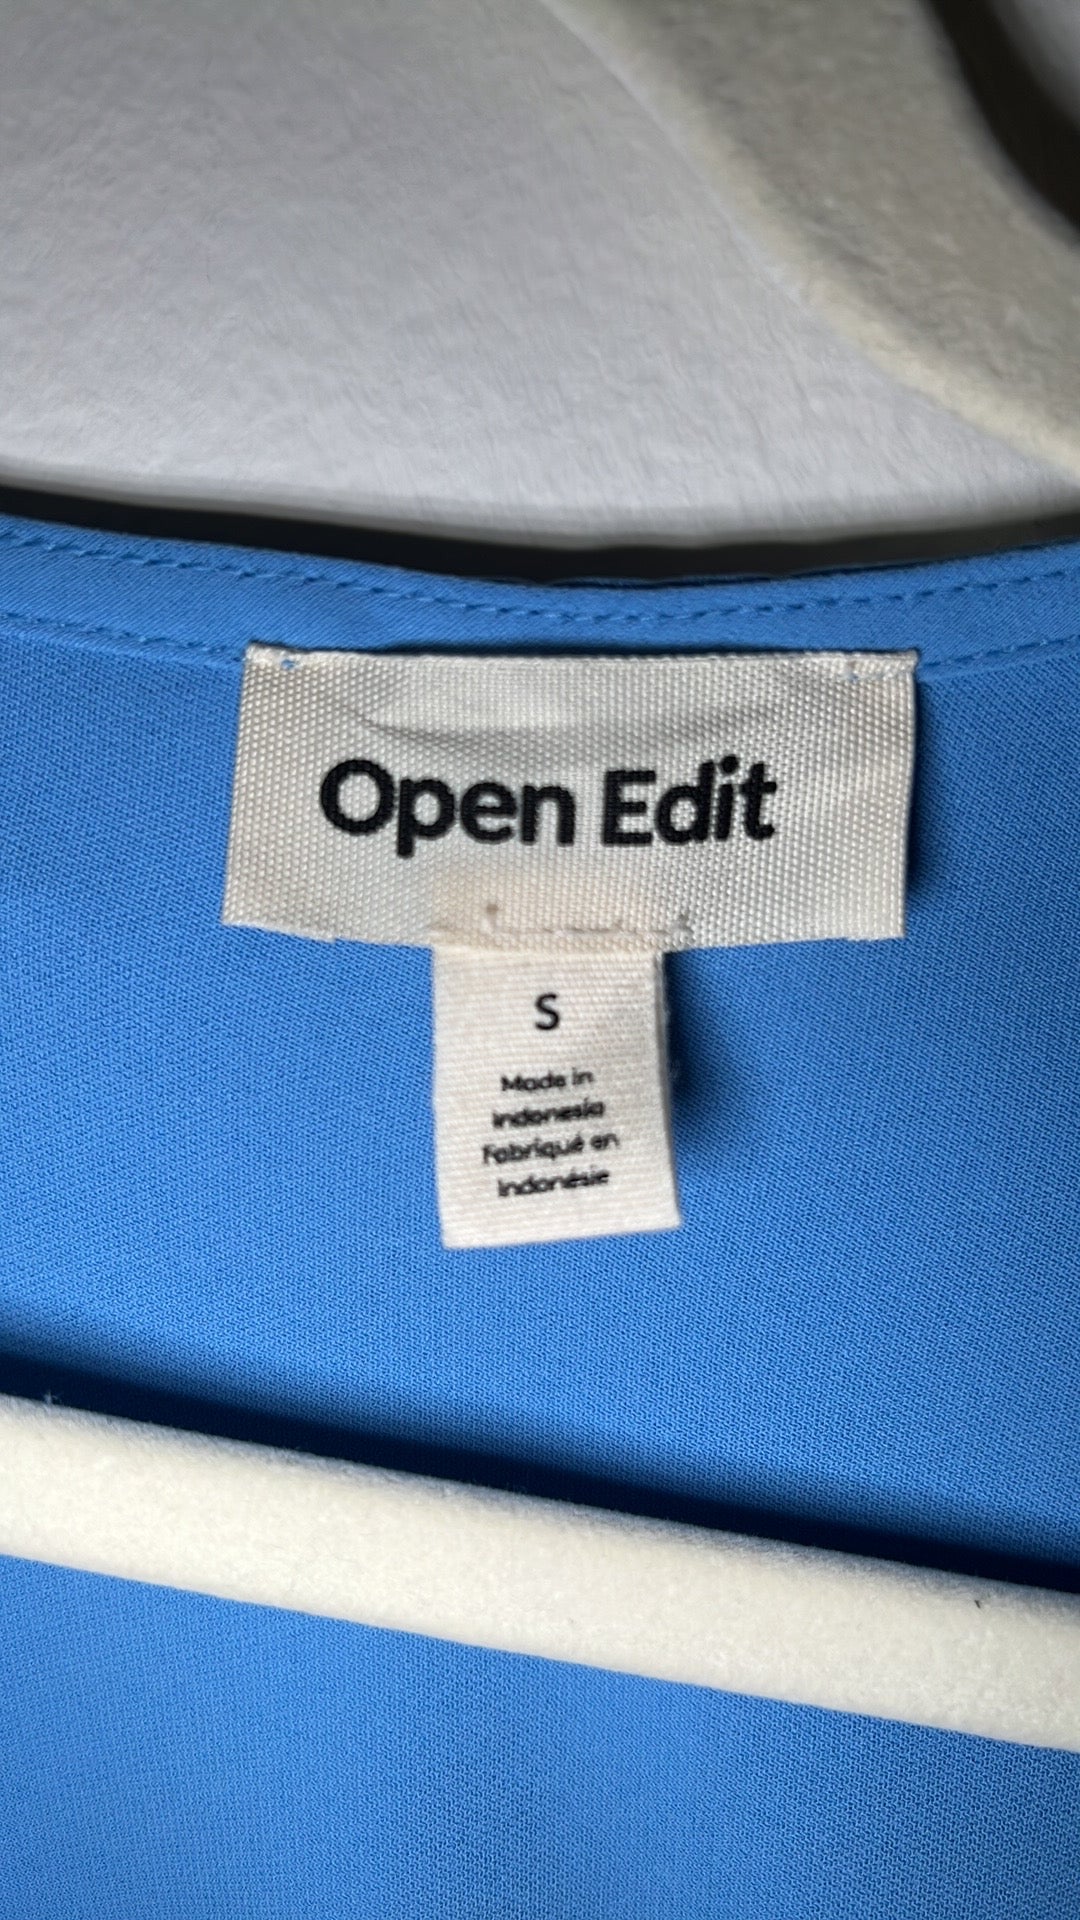 Open Edit
S
Made in
Indonesia
Fabriqué en
Indonésie